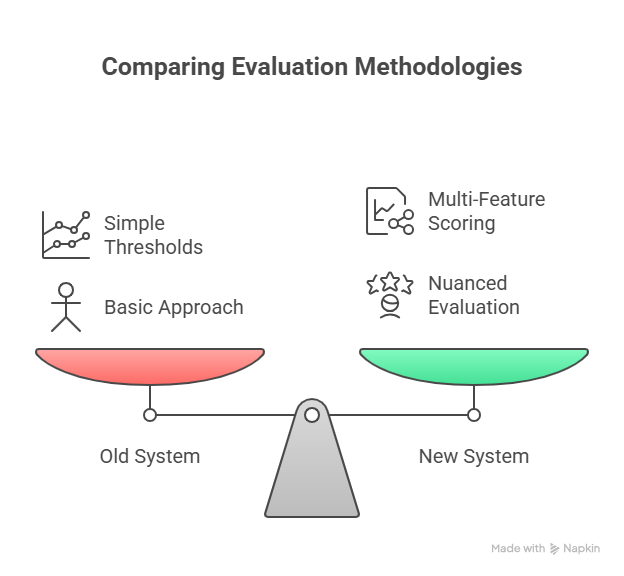 Comparing Evaluation Methodologies
Simple
Thresholds
Basic Approach
Multi-Feature
Scoring
Nuanced
Evaluation
Old System
New System
Made with Napkin